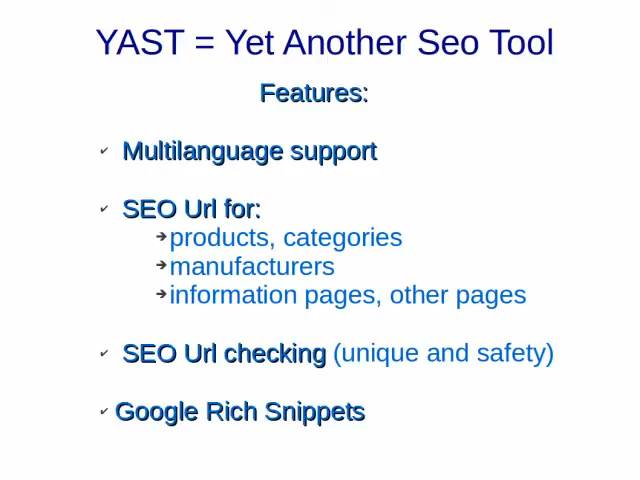 YAST = Yet Another Seo Tool
Features:
✔ Multilanguage support
✔ SEO Url for:
➔ products, categories
➔ manufacturers
➔ information pages, other pages
✔ SEO Url checking (unique and safety)
✔ Google Rich Snippets